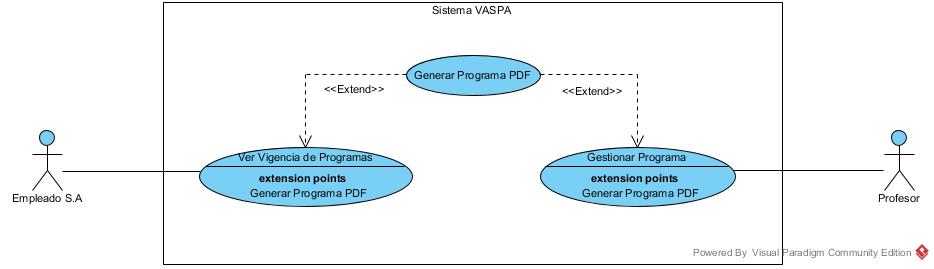 Sistema VASPA
Generar Programa PDF
<<Extend>>
<<Extend>>
Ver Vigencia de Programas
extension points
Generar Programa PDF
Gestionar Programa
extension points
Generar Programa PDF
Empleado S.A
Profesor
Powered By Visual Paradigm Community Edition